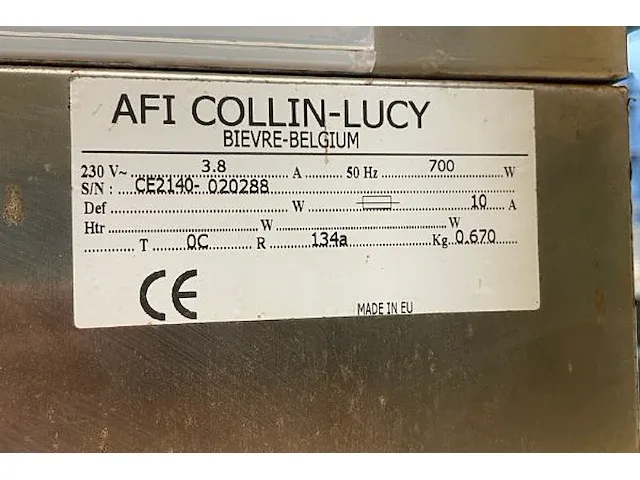 AFI COLLIN-LUCY
BIEVRE-BELGIUM
230 V~ 3.8 A 50 Hz 700 W
S/N : CE2140- 020288
Def W 10 A
Htr W W
T 0C R 134a Kg 0.670
CE
MADE IN EU